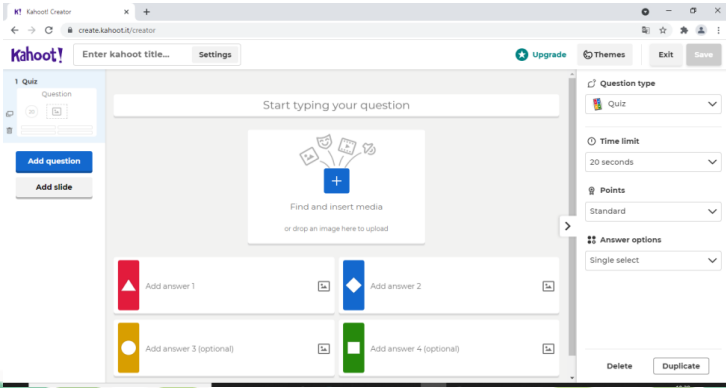 Kahoot! Creator
create.kahoot.it/creator
Kahoot!
Enter kahoot title...
Settings
Upgrade
Themes
Exit
Save
1 Quiz
Question
20
Add question
Add slide
Start typing your question
Find and insert media
or drop an image here to upload
Add answer 1
Add answer 2
Add answer 3 (optional)
Add answer 4 (optional)
Question type
Quiz
Time limit
20 seconds
Points
Standard
Answer options
Single select
Delete
Duplicate